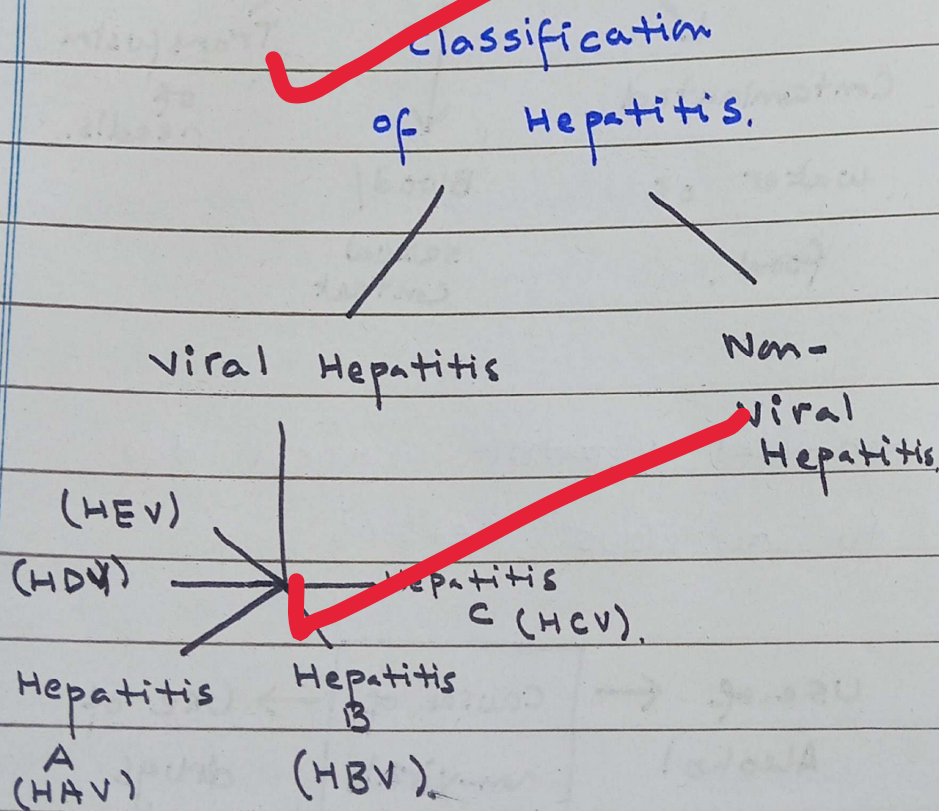 Classification
of Hepatitis.
Viral Hepatitis
Non-
Viral
Hepatitis
(HEV)
(HDV)
Hepatitis
C (HCV).
Hepatitis
A
(HAV)
Hepatitis
B
(HBV).